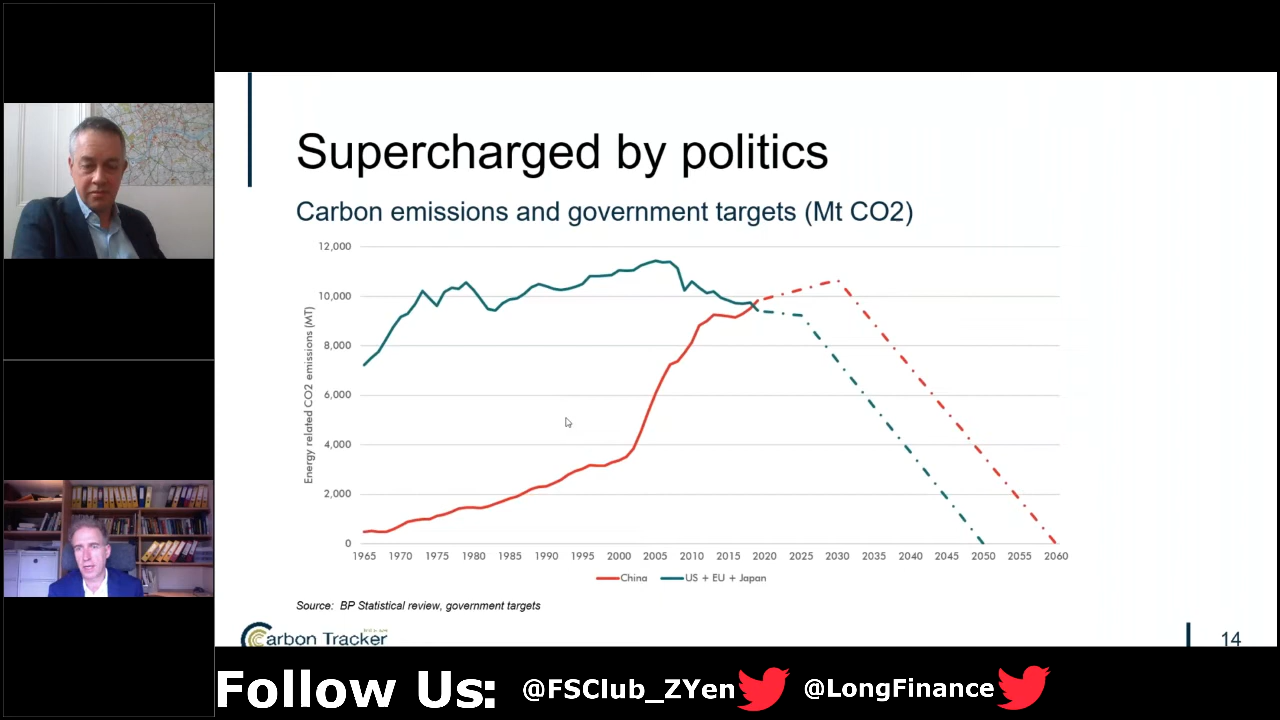 Supercharged by politics
Carbon emissions and government targets (Mt CO2)
Energy related CO2 emissions (MT)
12,000
10,000
8,000
6,000
4,000
2,000
0
1965 1970 1975 1980 1985 1990 1995 2000 2005 2010 2015 2020 2025 2030 2035 2040 2045 2050 2055 2060
China US + EU + Japan
Source: BP Statistical review, government targets
Carbon Tracker
14
Follow Us: @FSClub_ZYen @LongFinance